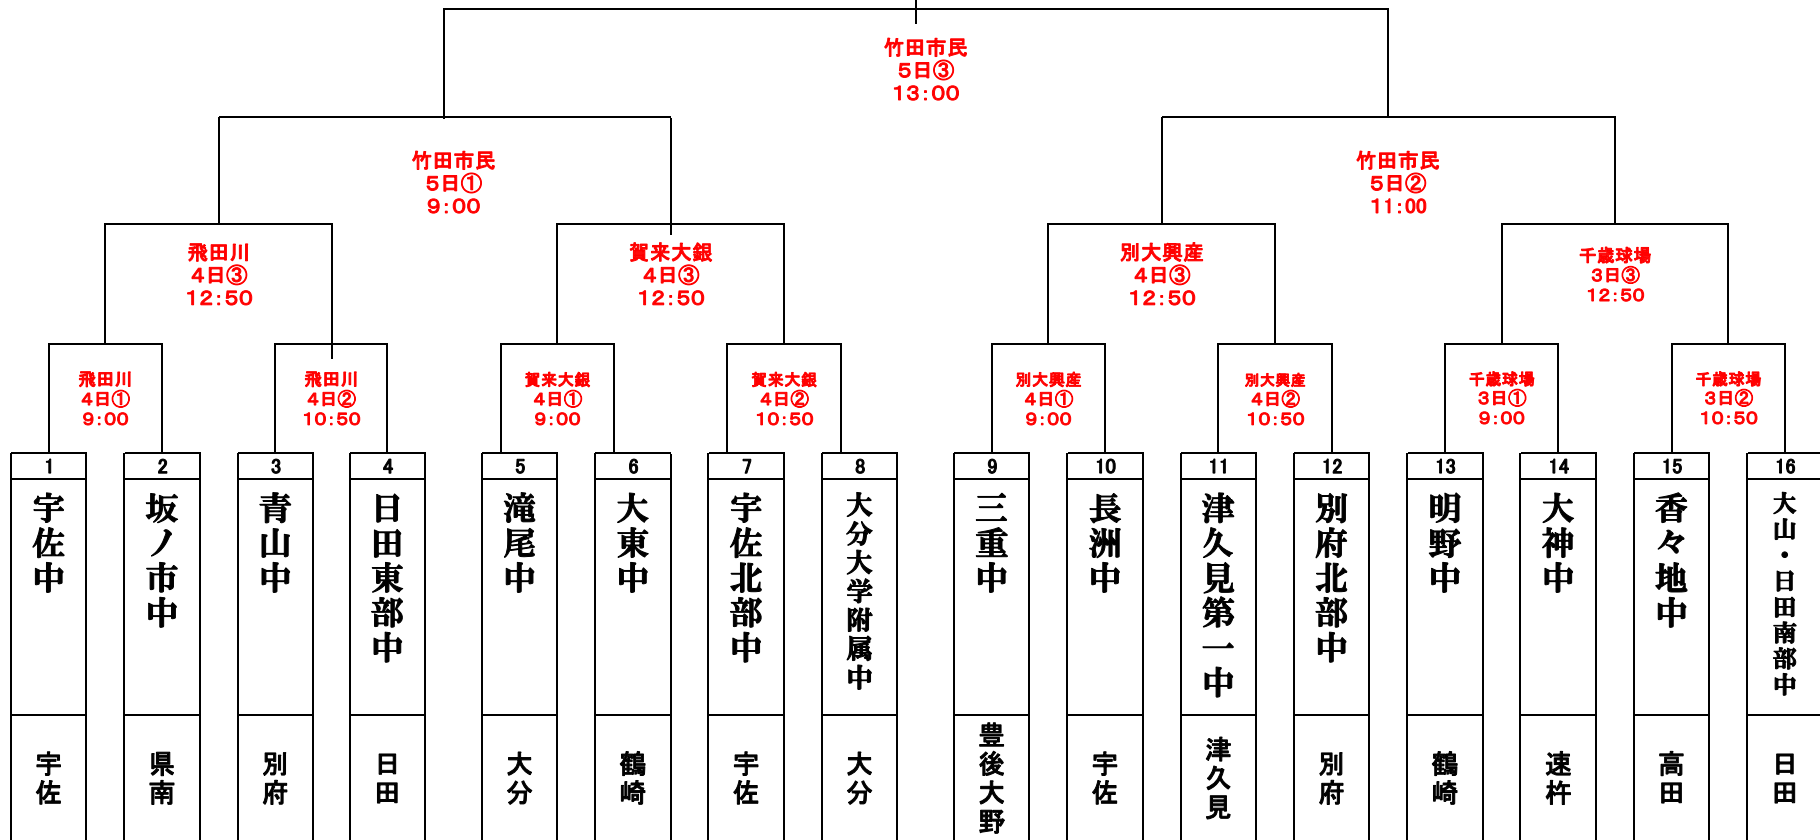 竹田市民
5日③
13:00
竹田市民
5日①
9:00
竹田市民
5日②
11:00
飛田川
4日③
12:50
賀来大銀
4日③
12:50
別大興産
4日③
12:50
千歳球場
3日③
12:50
飛田川
4日①
9:00
飛田川
4日②
10:50
賀来大銀
4日①
9:00
賀来大銀
4日②
10:50
別大興産
4日①
9:00
別大興産
4日②
10:50
千歳球場
3日①
9:00
千歳球場
3日②
10:50
1
宇佐中
宇佐
2
坂ノ市中
県南
3
青山中
別府
4
日田東部中
日田
5
滝尾中
大分
6
大東中
鶴崎
7
宇佐北部中
宇佐
8
大分大学附属中
大分
9
三重中
豊後大野
10
長洲中
宇佐
11
津久見第一中
津久見
12
別府北部中
別府
13
明野中
鶴崎
14
大神中
速杵
15
香々地中
高田
16
大山・日田南部中
日田